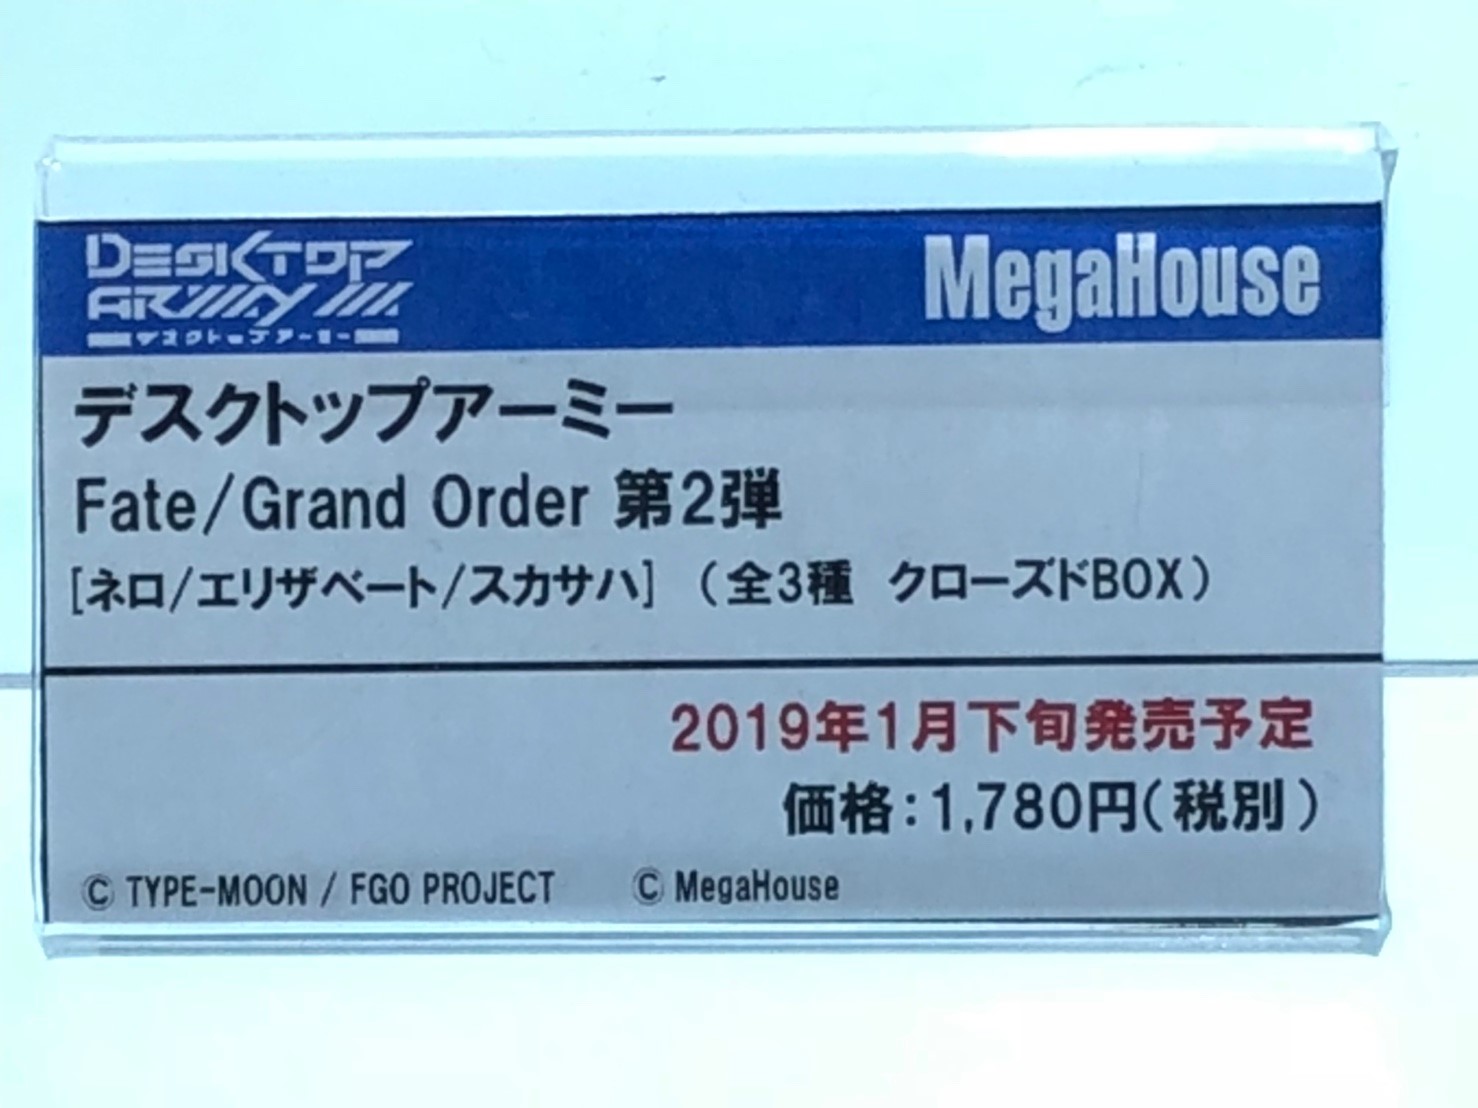 DESKTOP
ARMY
デスクトップアーミー
MegaHouse
デスクトップアーミー
Fate/Grand Order 第2弾
[ネロ/エリザベート/スカサハ] (全3種 クローズドBOX)
2019年1月下旬発売予定
価格:1,780円(税別)
© TYPE-MOON / FGO PROJECT © MegaHouse